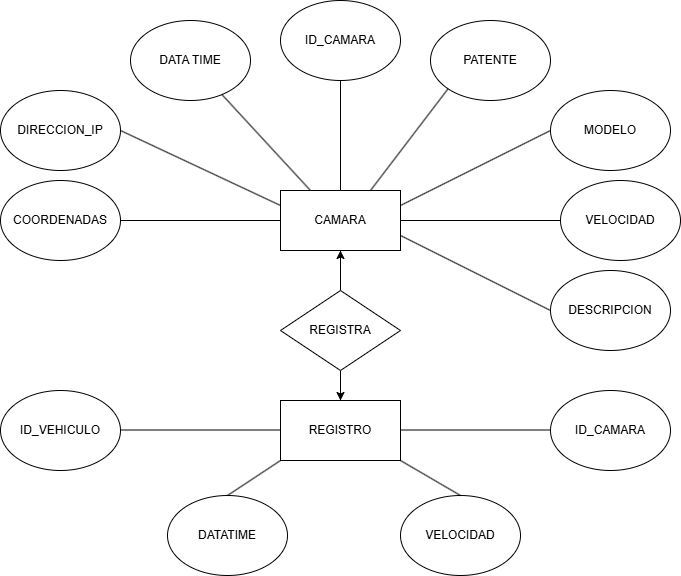 ID_CAMARA
DATA TIME
PATENTE
DIRECCION_IP
MODELO
COORDENADAS
CAMARA
VELOCIDAD
DESCRIPCION
REGISTRA
ID_VEHICULO
REGISTRO
ID_CAMARA
DATATIME
VELOCIDAD